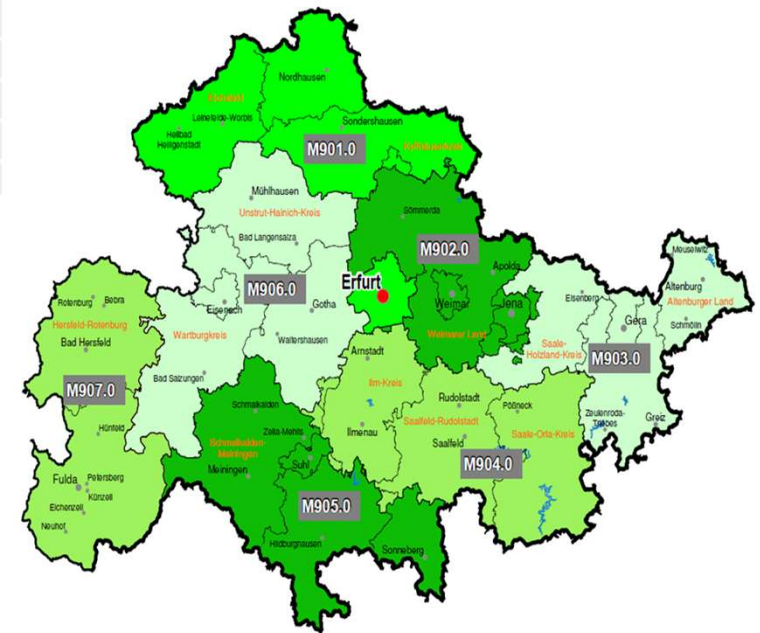 Nordhausen
Eichsfeld
Leinefelde-Worbis
Heilbad
Heiligenstadt
Sondershausen
M901.0
Kyffhäuserkreis
Mühlhausen
Unstrut-Hainich-Kreis
Bad Langensalza
Sömmerda
M902.0
Apolda
Erfurt
Weimar
Jena
Weimarer Land
M906.0
Eisenach
Gotha
Wartburgkreis
Waltershausen
Bad Salzungen
Meuselwitz
Altenburg
Altenburger Land
Schmölln
Eisenberg
Gera
Saale-
Holzland-Kreis
M903.0
Zeulenroda-
Triebes
Greiz
Rotenburg
Bebra
Hersfeld-Rotenburg
Bad Hersfeld
M907.0
Hünfeld
Fulda
Petersberg
Künzell
Eichenzell
Neuhof
Arnstadt
Ilm-Kreis
Ilmenau
Rudolstadt
Saalfeld-Rudolstadt
Saalfeld
Pößneck
Saale-Orla-Kreis
M904.0
Schmalkalden
Zella-Mehlis
Schmalkalden-
Meiningen
Meiningen
Suhl
M905.0
Hildburghausen
Sonneberg